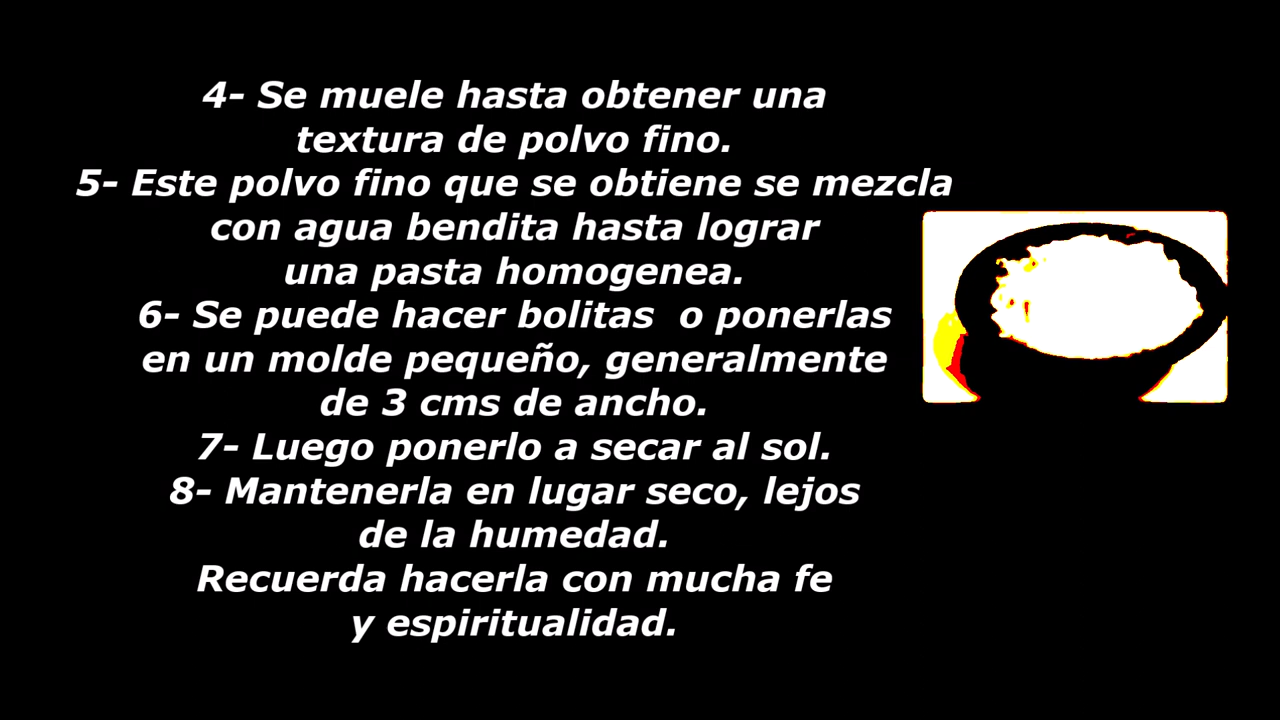 4- Se muele hasta obtener una
textura de polvo fino.
5- Este polvo fino que se obtiene se mezcla
con agua bendita hasta lograr
una pasta homogenea.
6- Se puede hacer bolitas  o ponerlas
en un molde pequeño, generalmente
de 3 cms de ancho.
7- Luego ponerlo a secar al sol.
8- Mantenerla en lugar seco, lejos
de la humedad.
Recuerda hacerla con mucha fe
y espiritualidad.